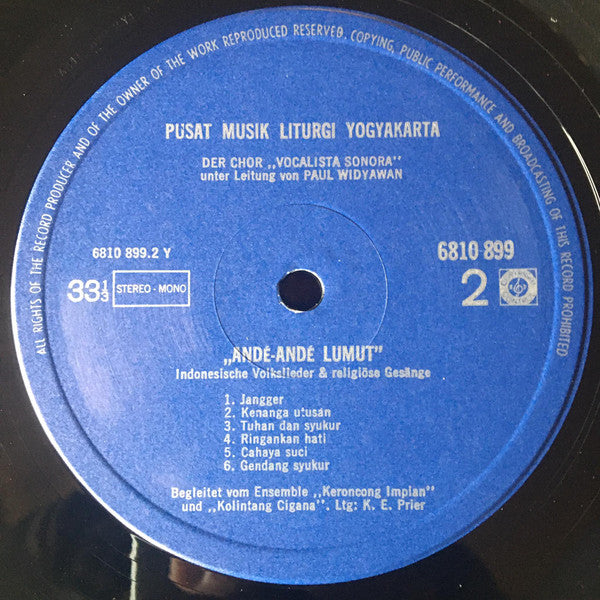 ALL RIGHTS OF THE RECORD PRODUCER AND OF THE OWNER OF THE WORK REPRODUCED RESERVED. COPYING, PUBLIC PERFORMANCE AND BROADCASTING OF THIS RECORD PROHIBITED
PUSAT MUSIK LITURGI YOGYAKARTA
DER CHOR „VOCALISTA SONORA"
unter Leitung von PAUL WIDYAWAN
6810 899.2 Y
6810 899
33⅓ STEREO - MONO
2
„ANDÉ-ANDÉ LUMUT"
Indonesische Volkslieder & religiöse Gesänge
1. Jangger
2. Kenanga utusan
3. Tuhan dan syukur
4. Ringankan hati
5. Cahaya suci
6. Gendang syukur
Begleitet vom Ensemble „Keroncong Impian"
und „Kolintang Cigana". Ltg: K. E. Prier